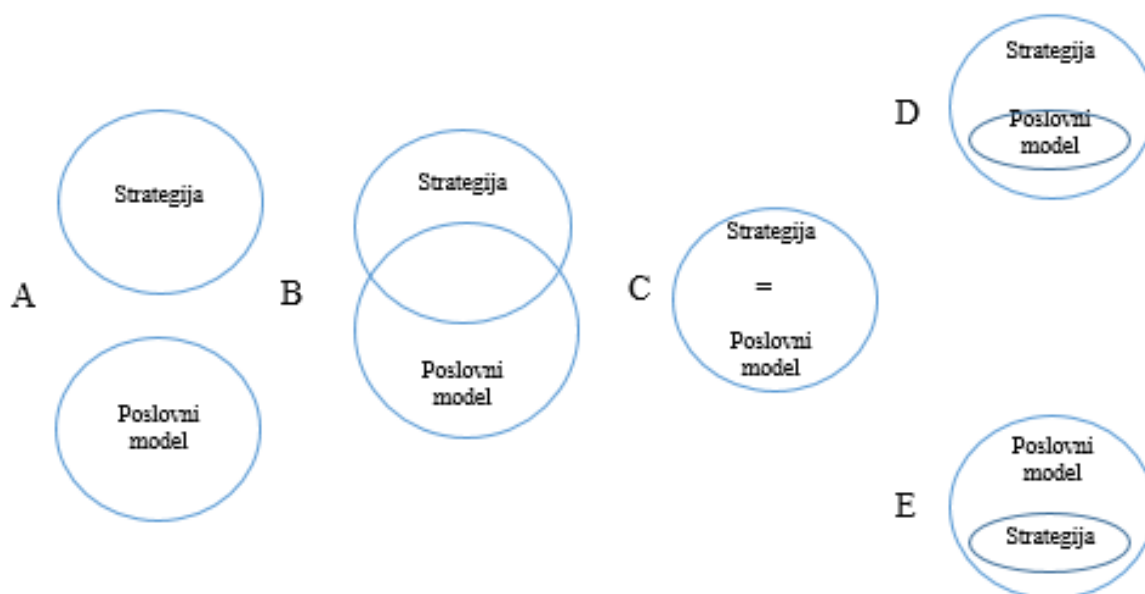 A
Strategija
Poslovni
model
B
Strategija
Poslovni
model
C
Strategija
=
Poslovni
model
D
Strategija
Poslovni
model
E
Poslovni
model
Strategija